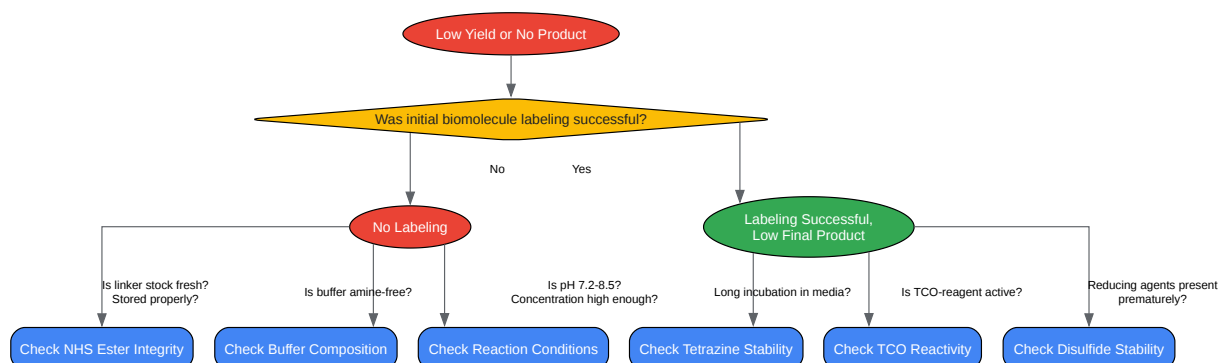 Low Yield or No Product
Was initial biomolecule labeling successful?
No
Yes
No Labeling
Labeling Successful,
Low Final Product
Is linker stock fresh?
Stored properly?
Is buffer amine-free?
Is pH 7.2-8.5?
Concentration high enough?
Long incubation in media?
Is TCO-reagent active?
Reducing agents present
prematurely?
Check NHS Ester Integrity
Check Buffer Composition
Check Reaction Conditions
Check Tetrazine Stability
Check TCO Reactivity
Check Disulfide Stability